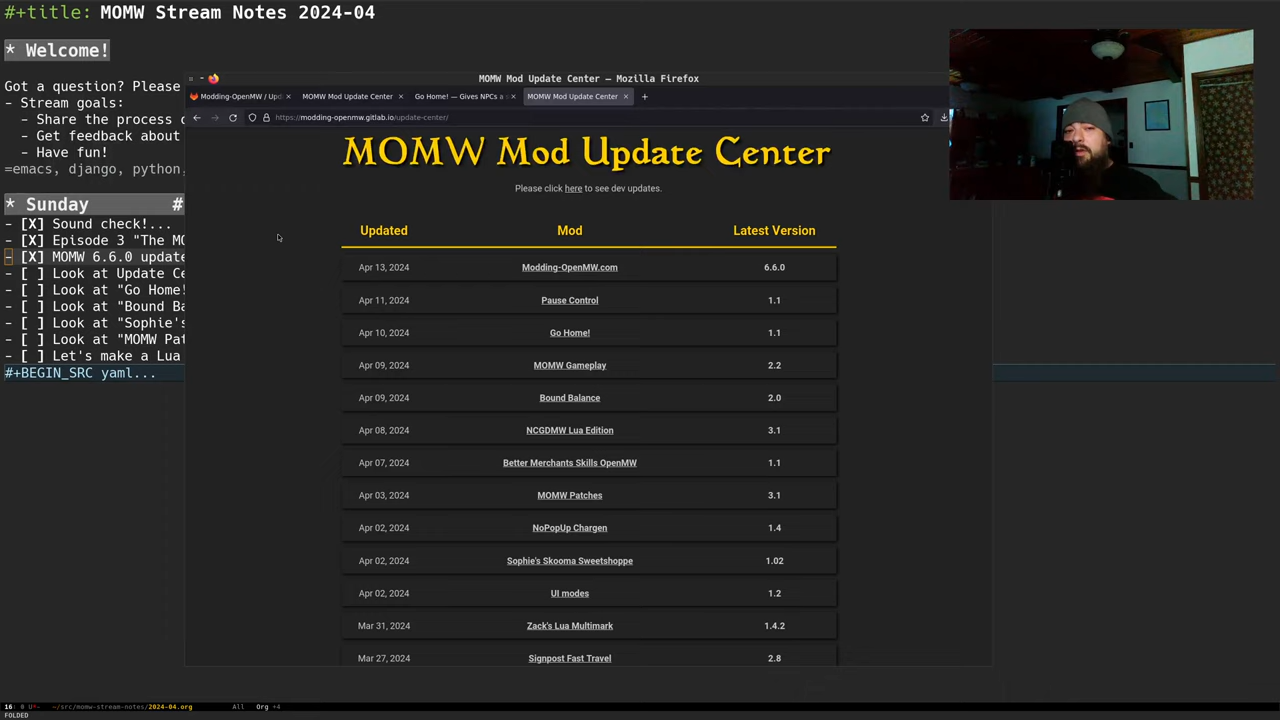 #+title: MOMW Stream Notes 2024-04
* Welcome!
Got a question? Please
- Stream goals:
- Share the process
- Get feedback about
- Have fun!
=emacs, django, python,
* Sunday #
- [X] Sound check!...
- [X] Episode 3 "The
- [X] MOMW 6.6.0 update
- [ ] Look at Update
- [ ] Look at "Go Home!
- [ ] Look at "Bound
- [ ] Look at "Sophie's
- [ ] Look at "MOMW
- [ ] Let's make a Lua
#+BEGIN_SRC yaml...
MOMW Mod Update Center — Mozilla Firefox
Modding-OpenMW / Upd
MOMW Mod Update Center
Go Home! — Gives NPCs a
MOMW Mod Update Center
https://modding-openmw.gitlab.io/update-center/
MOMW Mod Update Center
Please click here to see dev updates.
Updated Mod Latest Version
Apr 13, 2024 Modding-OpenMW.com 6.6.0
Apr 11, 2024 Pause Control 1.1
Apr 10, 2024 Go Home! 1.1
Apr 09, 2024 MOMW Gameplay 2.2
Apr 09, 2024 Bound Balance 2.0
Apr 08, 2024 NCGDMW Lua Edition 3.1
Apr 07, 2024 Better Merchants Skills OpenMW 1.1
Apr 03, 2024 MOMW Patches 3.1
Apr 02, 2024 NoPopUp Chargen 1.4
Apr 02, 2024 Sophie's Skooma Sweetshoppe 1.02
Apr 02, 2024 UI modes 1.2
Mar 31, 2024 Zack's Lua Multimark 1.4.2
Mar 27, 2024 Signpost Fast Travel 2.8
~/src/momw-stream-notes/2024-04.org All Org +4
FOLDED